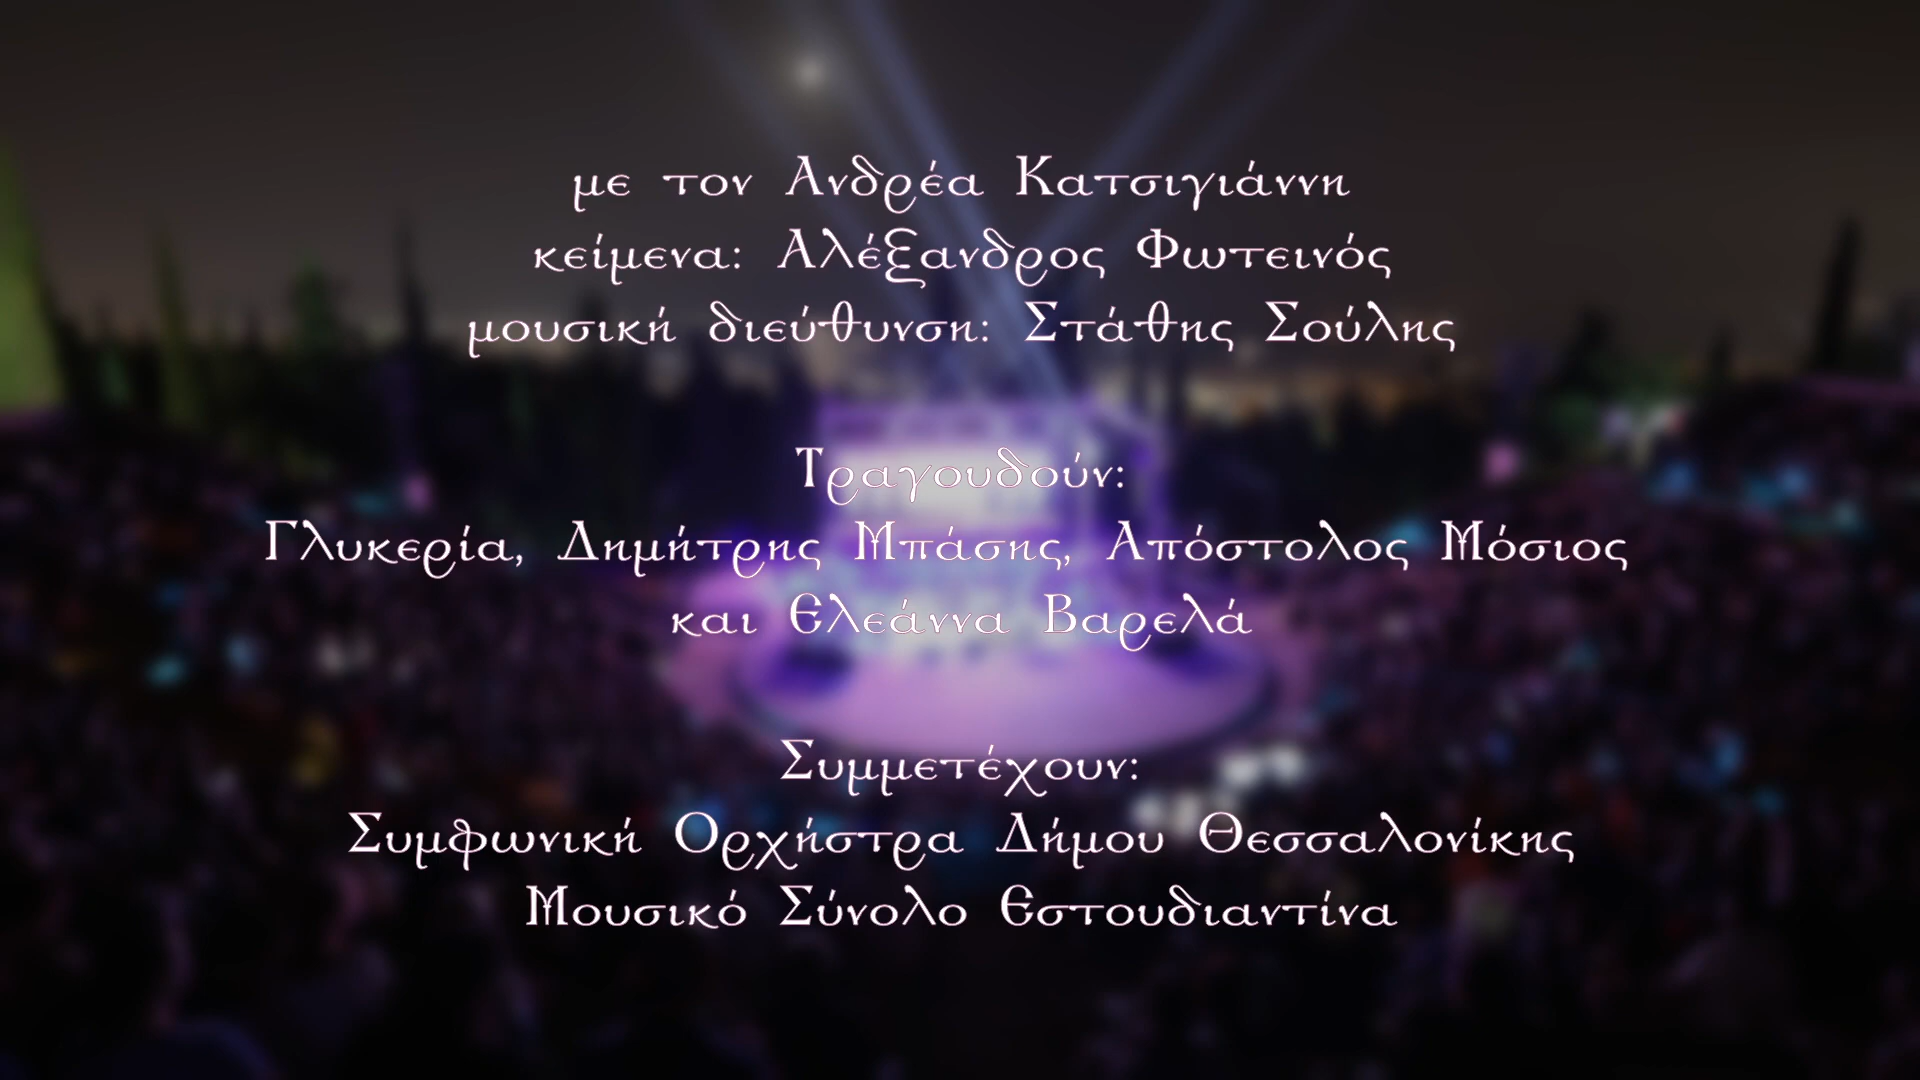 με τον Ανδρέα Κατσιγιάννη
κείμενα: Αλέξανδρος Φωτεινός
μουσική διεύθυνση: Στάθης Σούλης
Τραγουδούν:
Γλυκερία, Δημήτρης Μπάσης, Απόστολος Μόσιος
και Ελεάννα Βαρελά
Συμμετέχουν:
Συμφωνική Ορχήστρα Δήμου Θεσσαλονίκης
Μουσικό Σύνολο Εστουδιαντίνα